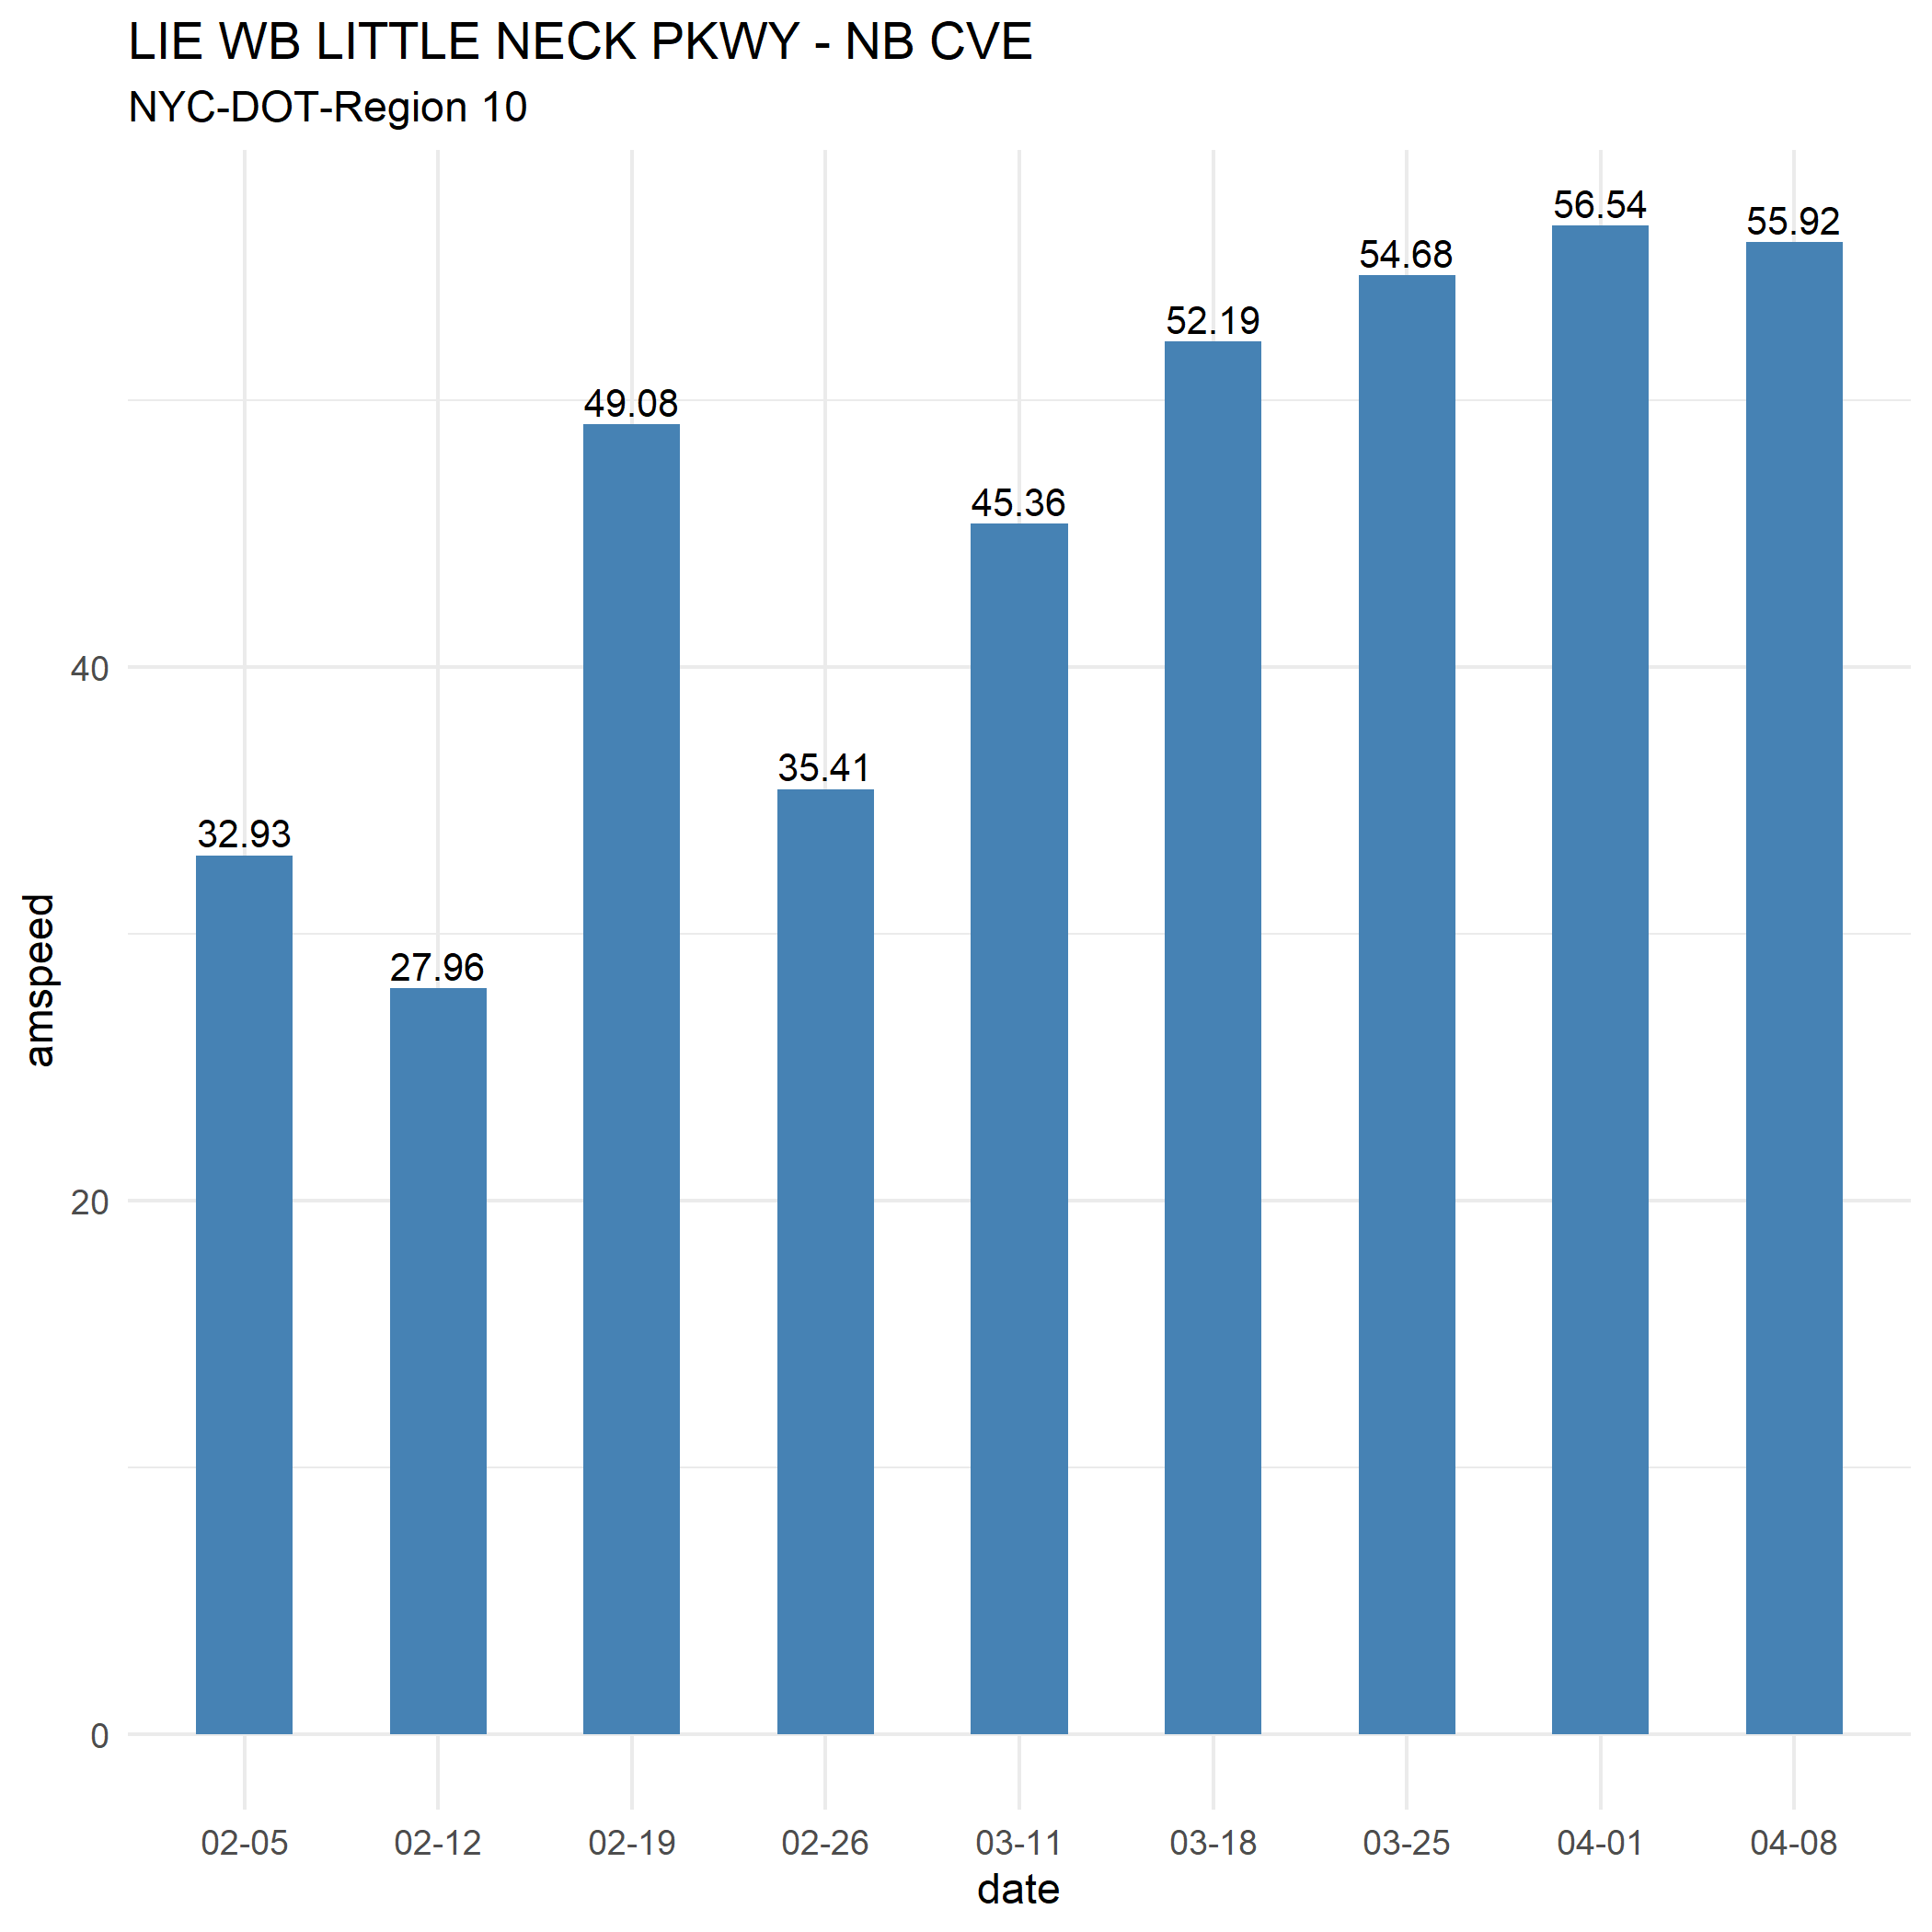 LIE WB LITTLE NECK PKWY - NB CVE
NYC-DOT-Region 10
56.54
55.92
54.68
52.19
49.08
45.36
40
35.41
32.93
27.96
amspeed
20
0
02-05 02-12 02-19 02-26 03-11 03-18 03-25 04-01 04-08
date